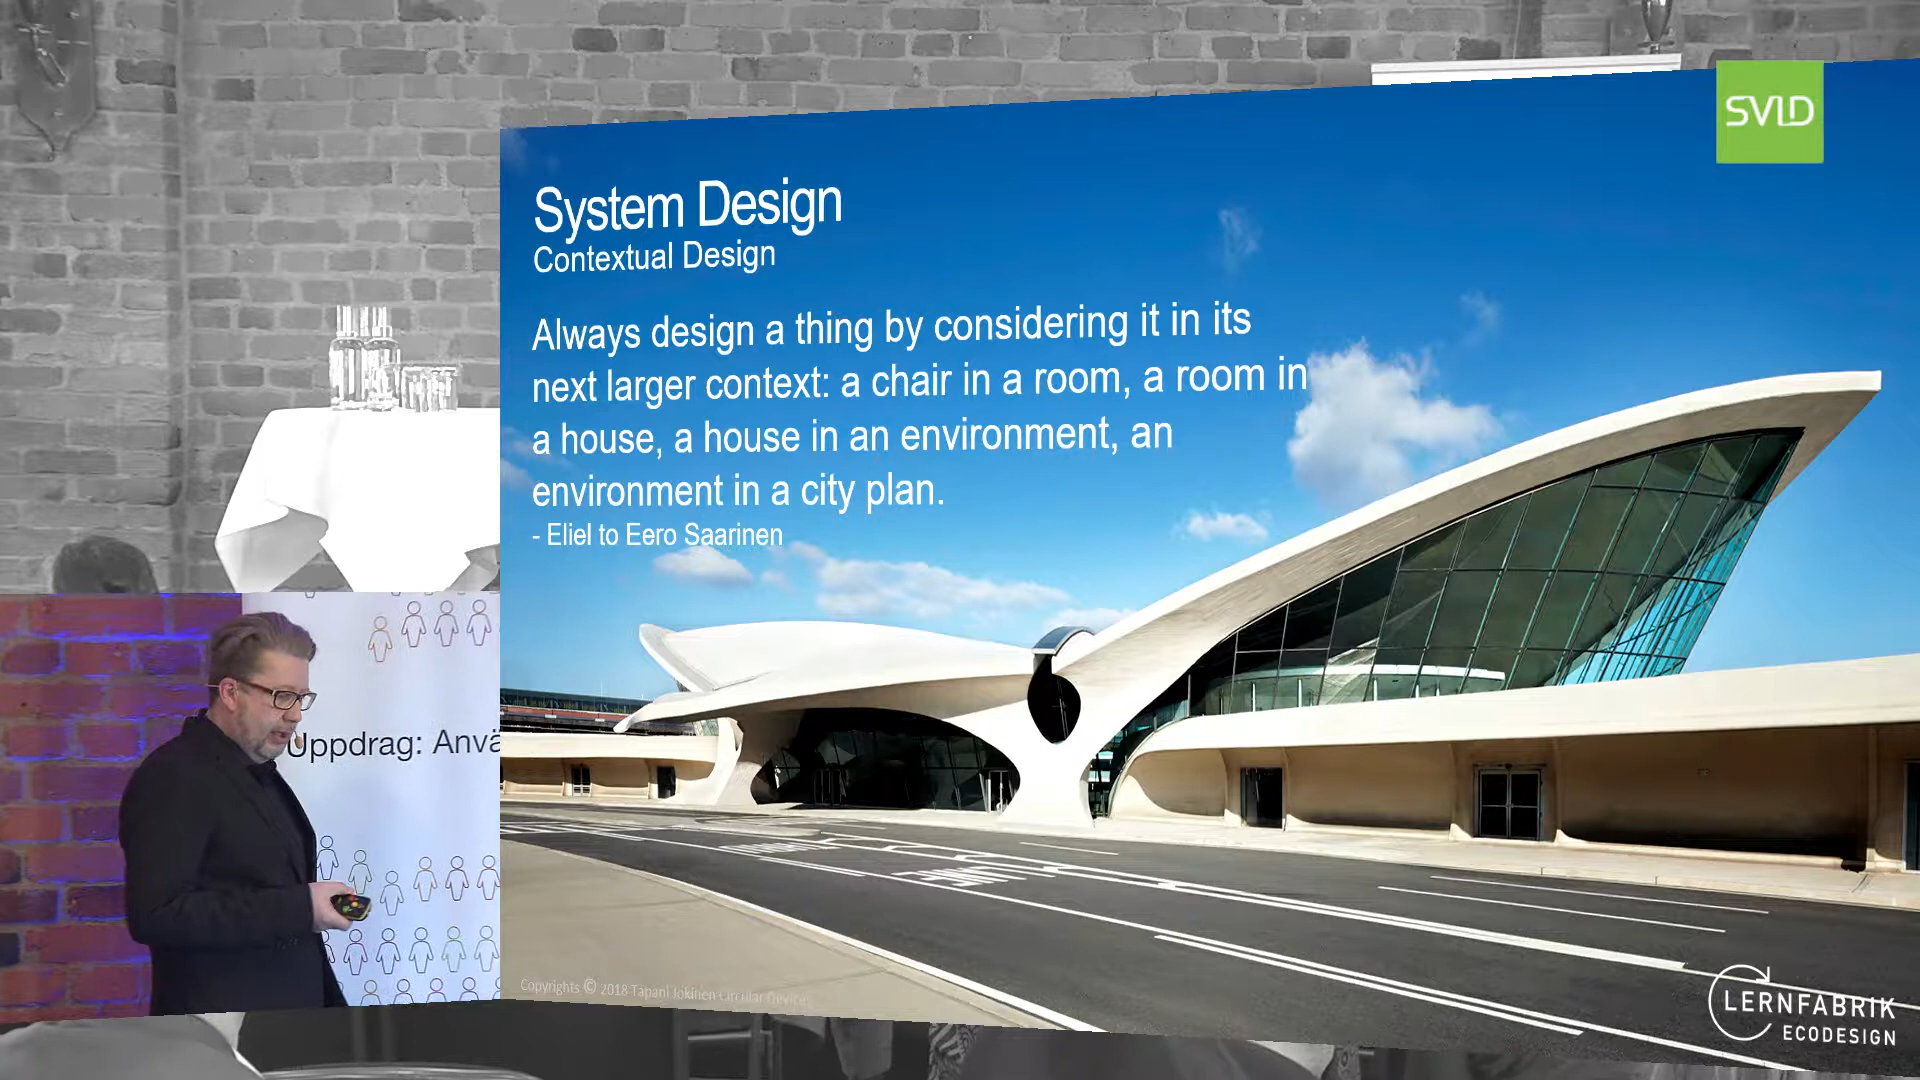 SVID
System Design
Contextual Design
Always design a thing by considering it in its
next larger context: a chair in a room, a room in
a house, a house in an environment, an
environment in a city plan.
- Eliel to Eero Saarinen
Uppdrag: Anvä
Copyrights © 2018 Tapani Jokinen Circular Devices
LERNFABRIK
ECODESIGN